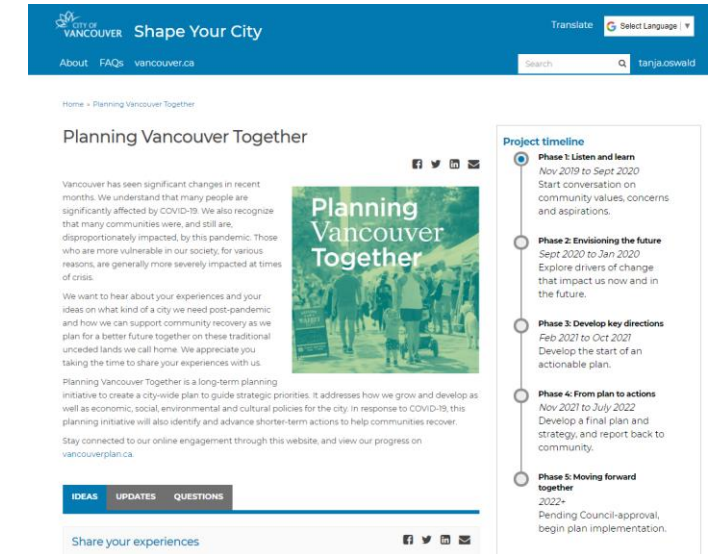 CITY OF
VANCOUVER
Shape Your City
Translate
Select Language ▼
About FAQs vancouver.ca
Search
tanja.oswald
Home » Planning Vancouver Together
Planning Vancouver Together
Vancouver has seen significant changes in recent
months. We understand that many people are
significantly affected by COVID-19. We also recognize
that many communities were, and still are,
disproportionately impacted, by this pandemic. Those
who are more vulnerable in our society, for various
reasons, are generally more severely impacted at times
of crisis.
We want to hear about your experiences and your
ideas on what kind of a city we need post-pandemic
and how we can support community recovery as we
plan for a better future together on these traditional
unceded lands we call home. We appreciate you
taking the time to share your experiences with us.
Planning Vancouver Together is a long-term planning
initiative to create a city-wide plan to guide strategic priorities. It addresses how we grow and develop as
well as economic, social, environmental and cultural policies for the city. In response to COVID-19, this
planning initiative will also identify and advance shorter-term actions to help communities recover.
Stay connected to our online engagement through this website, and view our progress on
vancouverplan.ca.
Planning
Vancouver
Together
IDEAS UPDATES QUESTIONS
Share your experiences
Project timeline
Phase 1: Listen and learn
Nov 2019 to Sept 2020
Start conversation on
community values, concerns
and aspirations.
Phase 2: Envisioning the future
Sept 2020 to Jan 2020
Explore drivers of change
that impact us now and in
the future.
Phase 3: Develop key directions
Feb 2021 to Oct 2021
Develop the start of an
actionable plan.
Phase 4: From plan to actions
Nov 2021 to July 2022
Develop a final plan and
strategy, and report back to
community.
Phase 5: Moving forward
together
2022+
Pending Council-approval,
begin plan implementation.